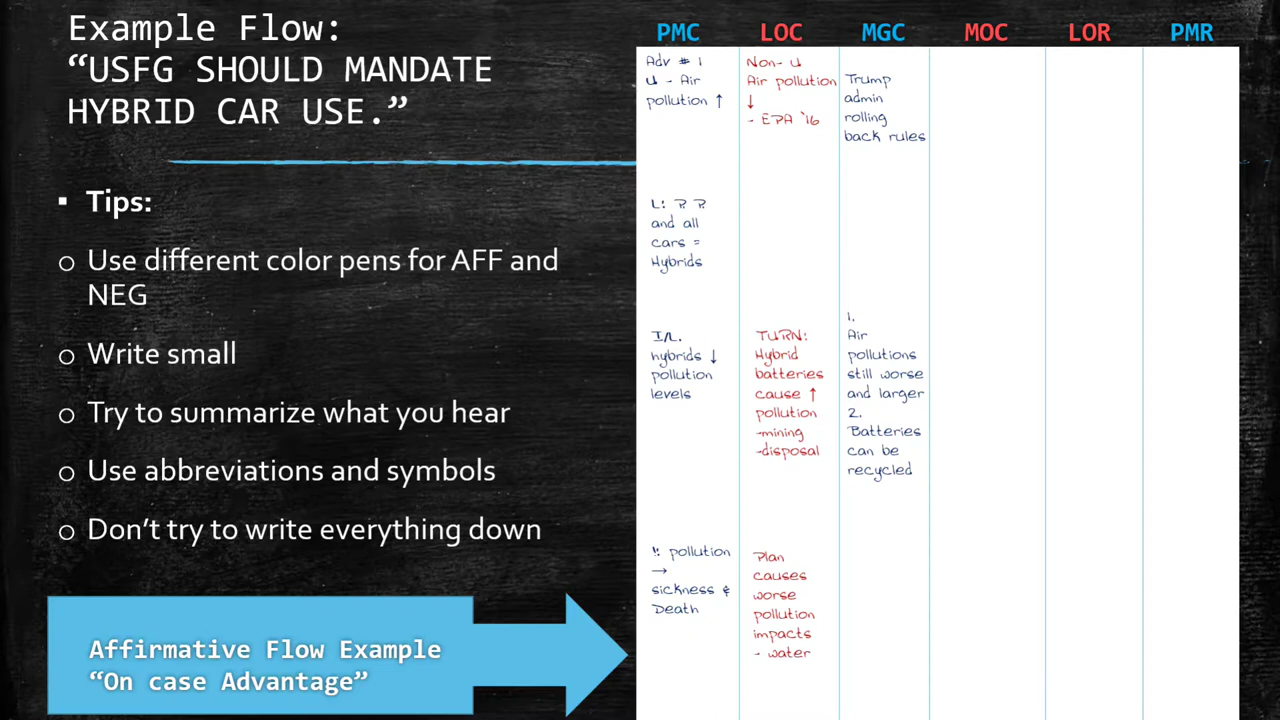 Example Flow:
“USFG SHOULD MANDATE
HYBRID CAR USE.”
▪ Tips:
o Use different color pens for AFF and
NEG
o Write small
o Try to summarize what you hear
o Use abbreviations and symbols
o Don’t try to write everything down
Affirmative Flow Example
“On case Advantage”
PMC
Adv # 1
U - Air
pollution ↑
L: P.P.
and all
cars =
Hybrids
I/L.
hybrids ↓
pollution
levels
!: pollution
→
sickness &
Death
LOC
Non- U
Air pollution
↓
- EPA '16
TURN:
Hybrid
batteries
cause ↑
pollution
-mining
-disposal
Plan
causes
worse
pollution
impacts
- water
MGC
Trump
admin
rolling
back rules
1.
Air
pollutions
still worse
and larger
2.
Batteries
can be
recycled
MOC
LOR
PMR